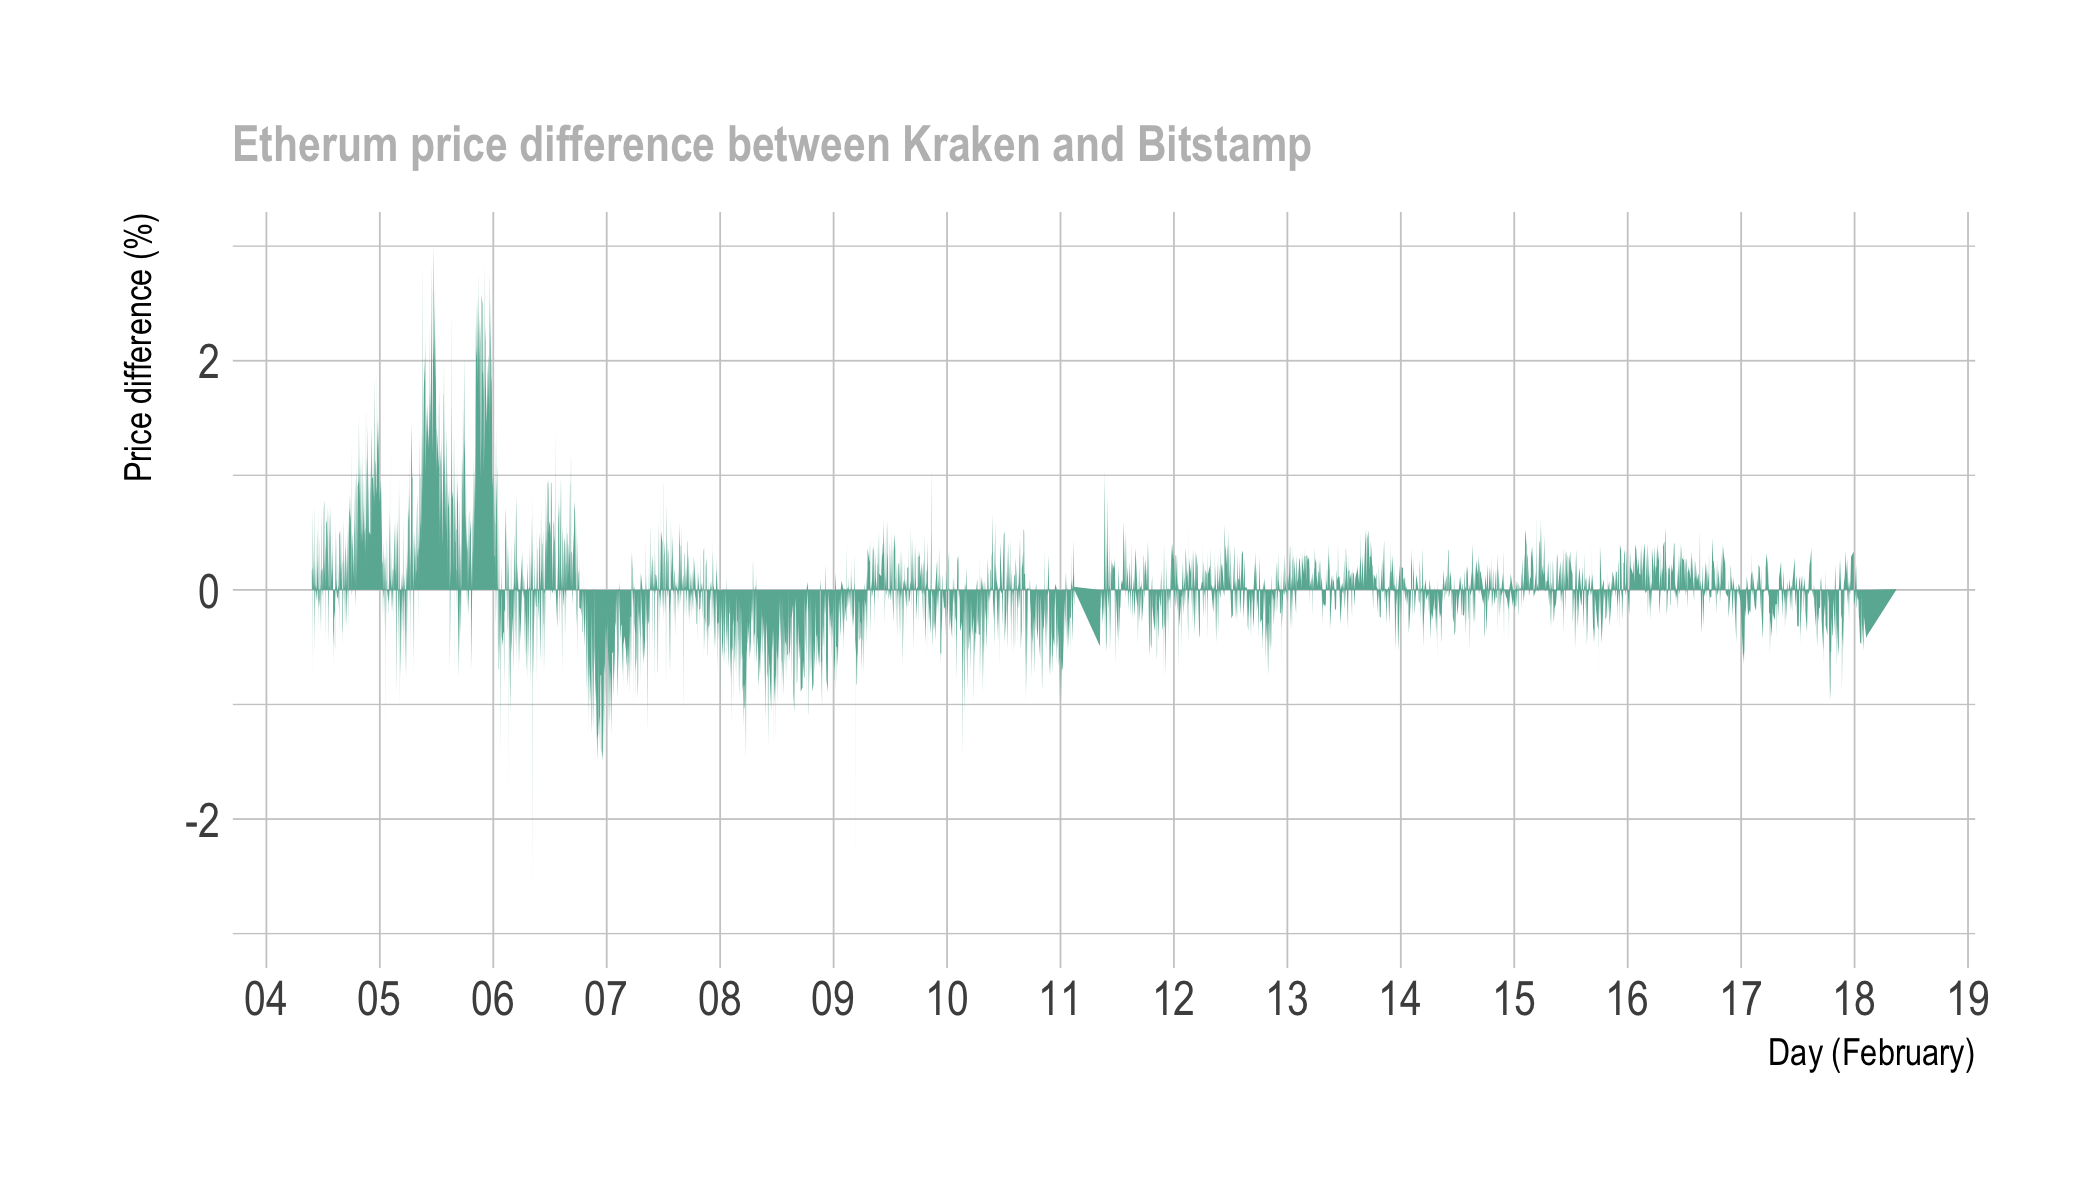 Etherum price difference between Kraken and Bitstamp
Price difference (%)
2
0
-2
04 05 06 07 08 09 10 11 12 13 14 15 16 17 18 19
Day (February)